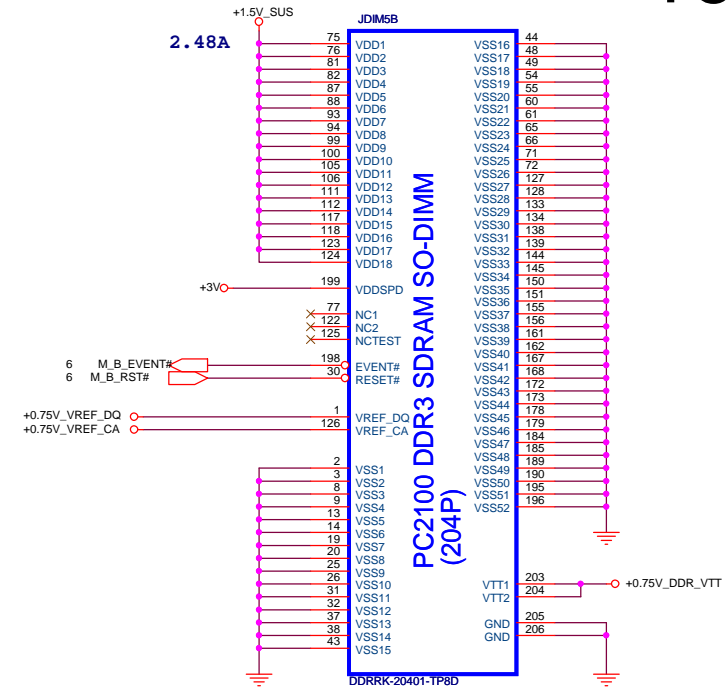 +1.5V_SUS
2.48A
JDIM5B
75 VDD1
76 VDD2
81 VDD3
82 VDD4
87 VDD5
88 VDD6
93 VDD7
94 VDD8
99 VDD9
100 VDD10
105 VDD11
106 VDD12
111 VDD13
112 VDD14
117 VDD15
118 VDD16
123 VDD17
124 VDD18
+3V 199 VDDSPD
77 NC1
122 NC2
125 NCTEST
6 M_B_EVENT# 198 EVENT#
6 M_B_RST# 30 RESET#
+0.75V_VREF_DQ 1 VREF_DQ
+0.75V_VREF_CA 126 VREF_CA
2 VSS1
3 VSS2
8 VSS3
9 VSS4
13 VSS5
14 VSS6
19 VSS7
20 VSS8
25 VSS9
26 VSS10
31 VSS11
32 VSS12
37 VSS13
38 VSS14
43 VSS15
PC2100 DDR3 SDRAM SO-DIMM
(204P)
VSS16 44
VSS17 48
VSS18 49
VSS19 54
VSS20 55
VSS21 60
VSS22 61
VSS23 65
VSS24 66
VSS25 71
VSS26 72
VSS27 127
VSS28 128
VSS29 133
VSS30 134
VSS31 138
VSS32 139
VSS33 144
VSS34 145
VSS35 150
VSS36 151
VSS37 155
VSS38 156
VSS39 161
VSS40 162
VSS41 167
VSS42 168
VSS43 172
VSS44 173
VSS45 178
VSS46 179
VSS47 184
VSS48 185
VSS49 189
VSS50 190
VSS51 195
VSS52 196
VTT1 203 +0.75V_DDR_VTT
VTT2 204
GND 205
GND 206
DDRRK-20401-TP8D